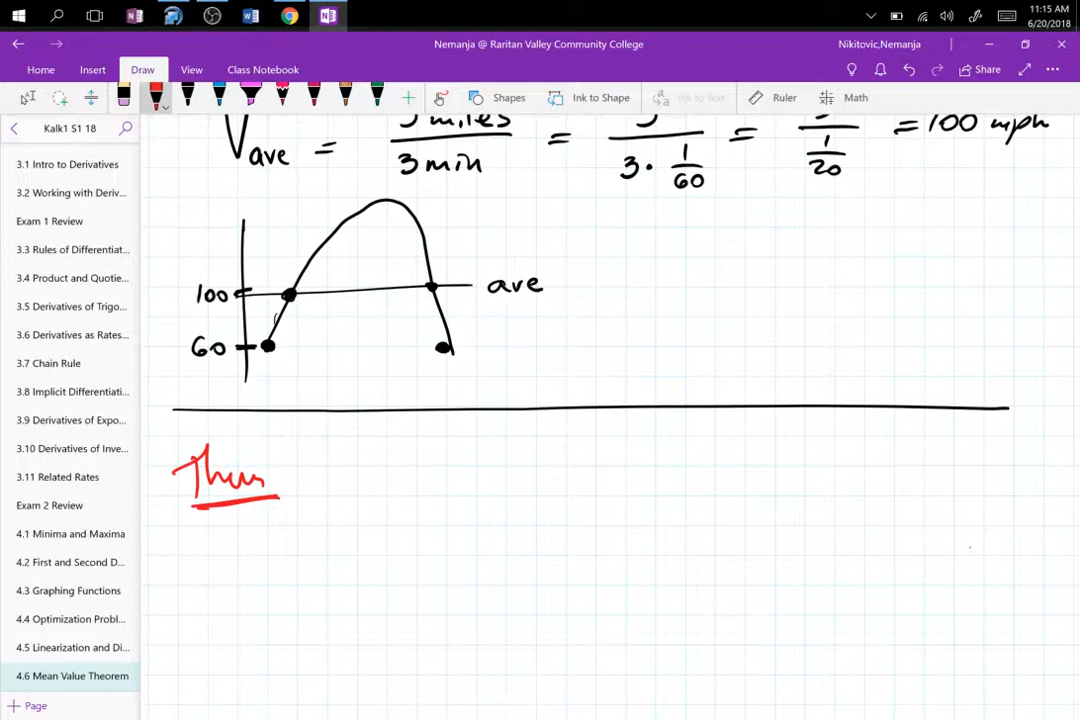 11:15 AM
6/20/2018
Nemanja @ Raritan Valley Community College
Nikitovic,Nemanja
Home Insert Draw View Class Notebook Share
Shapes Ink to Shape Ink to Text Ruler Math
Kalk1 S1 18
3.1 Intro to Derivatives
3.2 Working with Deriv...
Exam 1 Review
3.3 Rules of Differentiat...
3.4 Product and Quotie...
3.5 Derivatives of Trigo...
3.6 Derivatives as Rates...
3.7 Chain Rule
3.8 Implicit Differentiati...
3.9 Derivatives of Expo...
3.10 Derivatives of Inve...
3.11 Related Rates
Exam 2 Review
4.1 Minima and Maxima
4.2 First and Second D...
4.3 Graphing Functions
4.4 Optimization Probl...
4.5 Linearization and Di...
4.6 Mean Value Theorem
+ Page
Vave = miles / 3 min = / 3 · 1/60 = / 1/20 = 100 mph
100 ave
60
Thm